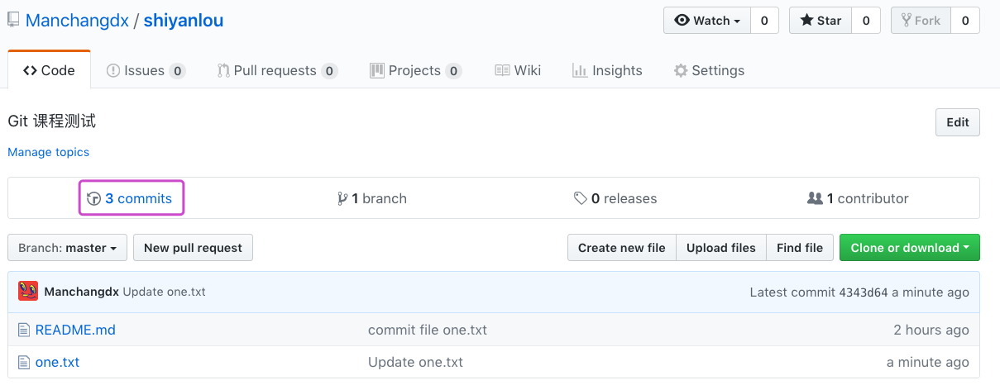 Manchangdx / shiyanlou Watch 0 Star 0 Fork 0
Code Issues 0 Pull requests 0 Projects 0 Wiki Insights Settings
Git 课程测试 Edit
Manage topics
3 commits 1 branch 0 releases 1 contributor
Branch: master New pull request Create new file Upload files Find file Clone or download
Manchangdx Update one.txt Latest commit 4343d64 a minute ago
README.md commit file one.txt 2 hours ago
one.txt Update one.txt a minute ago